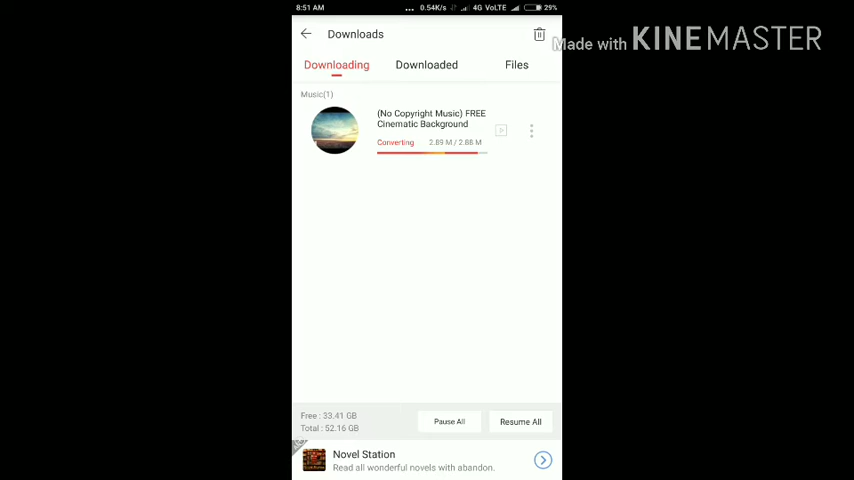 8:51 AM ... 0.54K/s 4G VoLTE 29%
Downloads
Made with KINEMASTER
Downloading Downloaded Files
Music(1)
(No Copyright Music) FREE
Cinematic Background
Converting 2.89 M / 2.88 M
Free : 33.41 GB
Total : 52.16 GB
Pause All
Resume All
Novel Station
Read all wonderful novels with abandon.